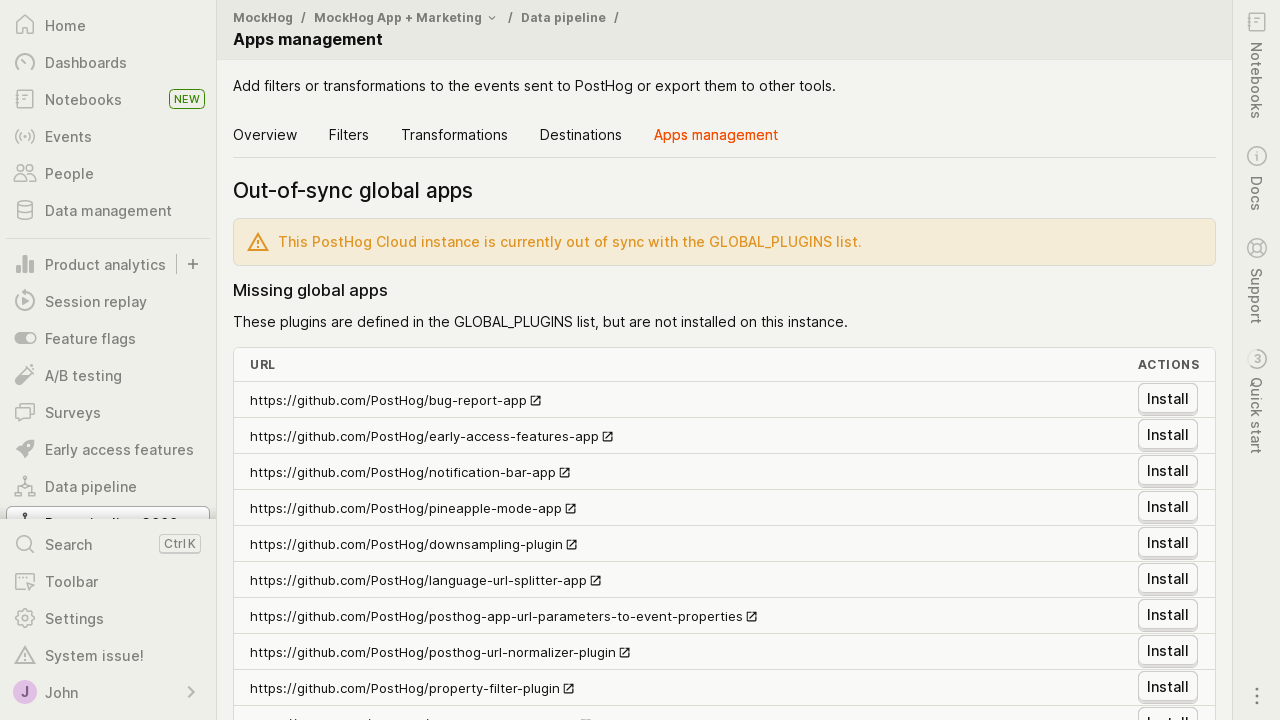 Home
Dashboards
Notebooks
NEW
Events
People
Data management
Product analytics
Session replay
Feature flags
A/B testing
Surveys
Early access features
Data pipeline
Search
Ctrl K
Toolbar
Settings
System issue!
J
John
MockHog / MockHog App + Marketing / Data pipeline /
Apps management
Add filters or transformations to the events sent to PostHog or export them to other tools.
Overview Filters Transformations Destinations Apps management
Out-of-sync global apps
This PostHog Cloud instance is currently out of sync with the GLOBAL_PLUGINS list.
Missing global apps
These plugins are defined in the GLOBAL_PLUGINS list, but are not installed on this instance.
URL ACTIONS
https://github.com/PostHog/bug-report-app Install
https://github.com/PostHog/early-access-features-app Install
https://github.com/PostHog/notification-bar-app Install
https://github.com/PostHog/pineapple-mode-app Install
https://github.com/PostHog/downsampling-plugin Install
https://github.com/PostHog/language-url-splitter-app Install
https://github.com/PostHog/posthog-app-url-parameters-to-event-properties Install
https://github.com/PostHog/posthog-url-normalizer-plugin Install
https://github.com/PostHog/property-filter-plugin Install
Notebooks
Docs
Support
3
Quick start